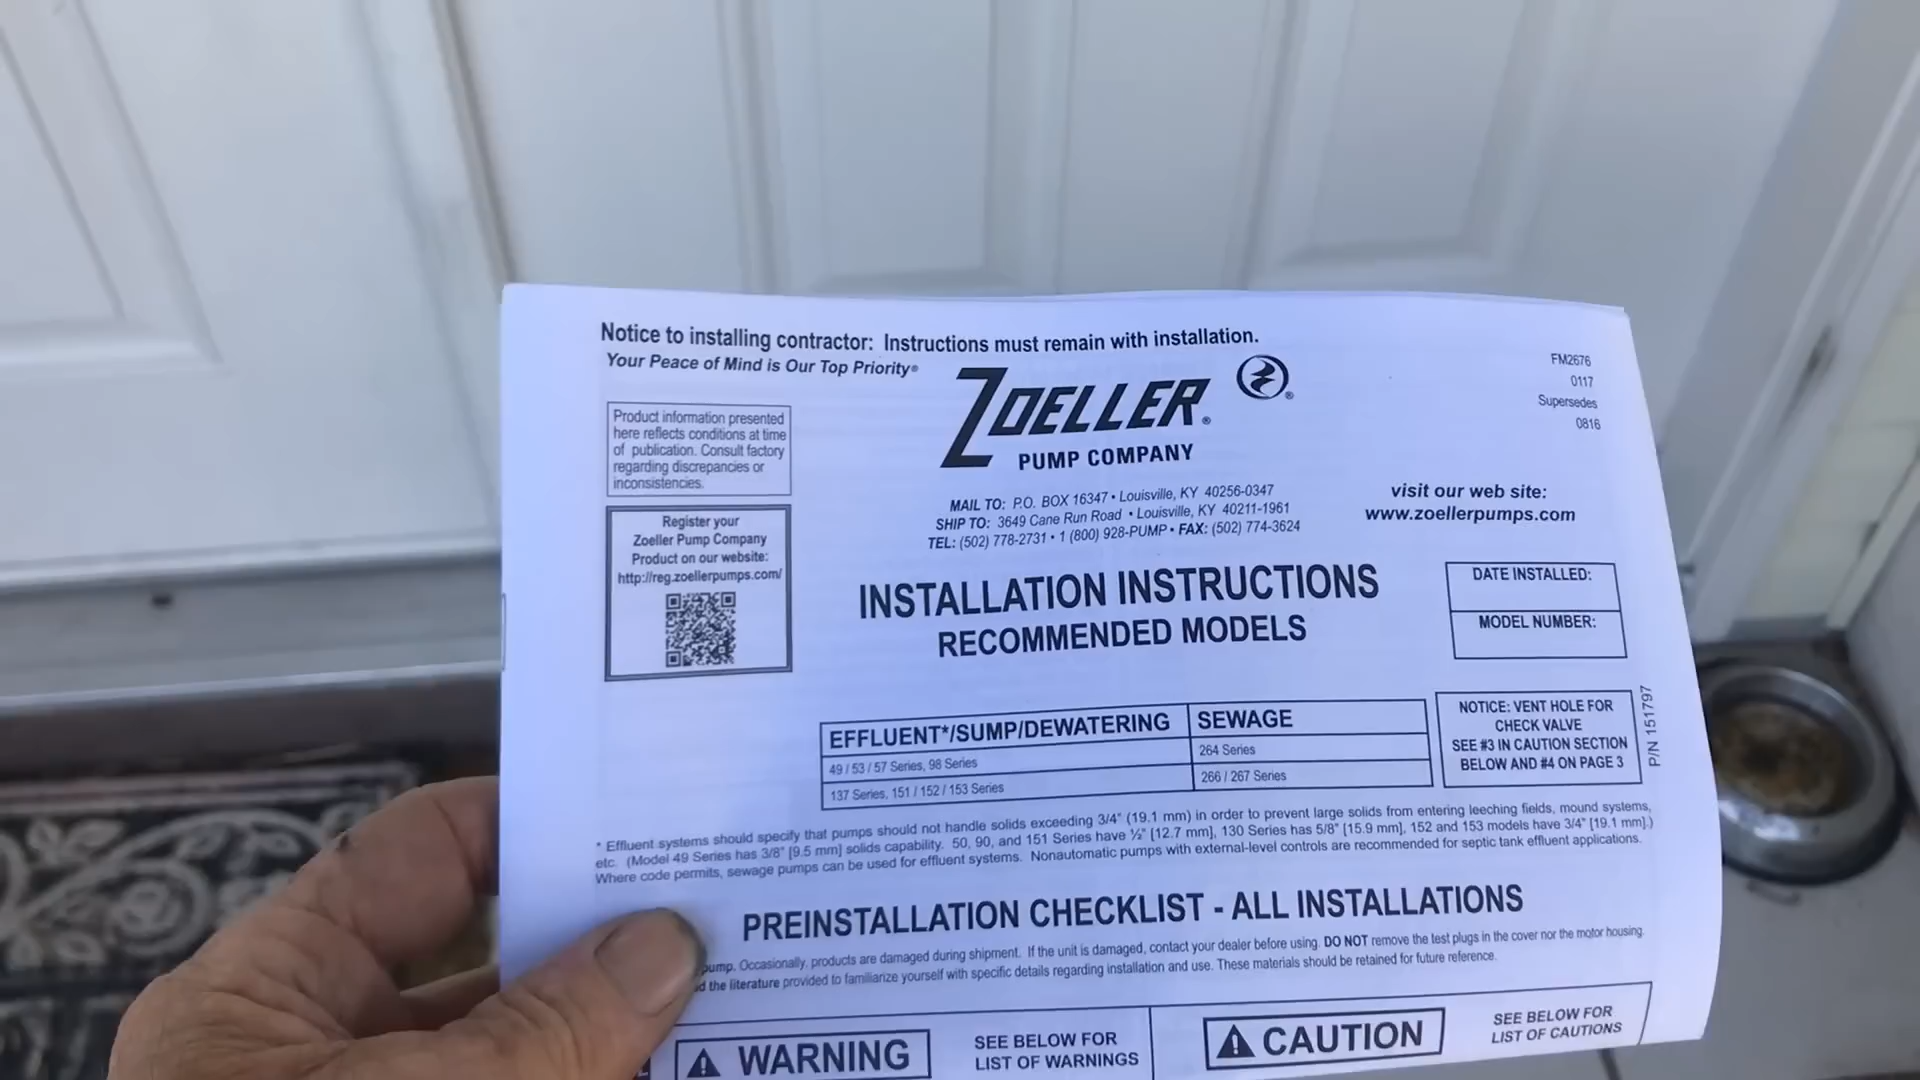 Notice to installing contractor: Instructions must remain with installation.
Your Peace of Mind is Our Top Priority®
Product information presented
here reflects conditions at time
of publication. Consult factory
regarding discrepancies or
inconsistencies.
Register your
Zoeller Pump Company
Product on our website:
http://reg.zoellerpumps.com/
ZOELLER®
PUMP COMPANY
MAIL TO: P.O. BOX 16347 • Louisville, KY 40256-0347
SHIP TO: 3649 Cane Run Road • Louisville, KY 40211-1961
TEL: (502) 778-2731 • 1 (800) 928-PUMP • FAX: (502) 774-3624
FM2676
0117
Supersedes
0816
visit our web site:
www.zoellerpumps.com
INSTALLATION INSTRUCTIONS
RECOMMENDED MODELS
DATE INSTALLED:
MODEL NUMBER:
EFFLUENT*/SUMP/DEWATERING SEWAGE
49 / 53 / 57 Series, 98 Series 264 Series
137 Series, 151 / 152 / 153 Series 266 / 267 Series
NOTICE: VENT HOLE FOR
CHECK VALVE
SEE #3 IN CAUTION SECTION
BELOW AND #4 ON PAGE 3
P/N 151797
* Effluent systems should specify that pumps should not handle solids exceeding 3/4" (19.1 mm) in order to prevent large solids from entering leeching fields, mound systems,
etc. (Model 49 Series has 3/8" [9.5 mm] solids capability. 50, 90, and 151 Series have ½" [12.7 mm], 130 Series has 5/8" [15.9 mm], 152 and 153 models have 3/4" [19.1 mm].)
Where code permits, sewage pumps can be used for effluent systems. Nonautomatic pumps with external-level controls are recommended for septic tank effluent applications.
PREINSTALLATION CHECKLIST - ALL INSTALLATIONS
pump. Occasionally, products are damaged during shipment. If the unit is damaged, contact your dealer before using. DO NOT remove the test plugs in the cover nor the motor housing.
the literature provided to familiarize yourself with specific details regarding installation and use. These materials should be retained for future reference.
WARNING
SEE BELOW FOR
LIST OF WARNINGS
CAUTION
SEE BELOW FOR
LIST OF CAUTIONS